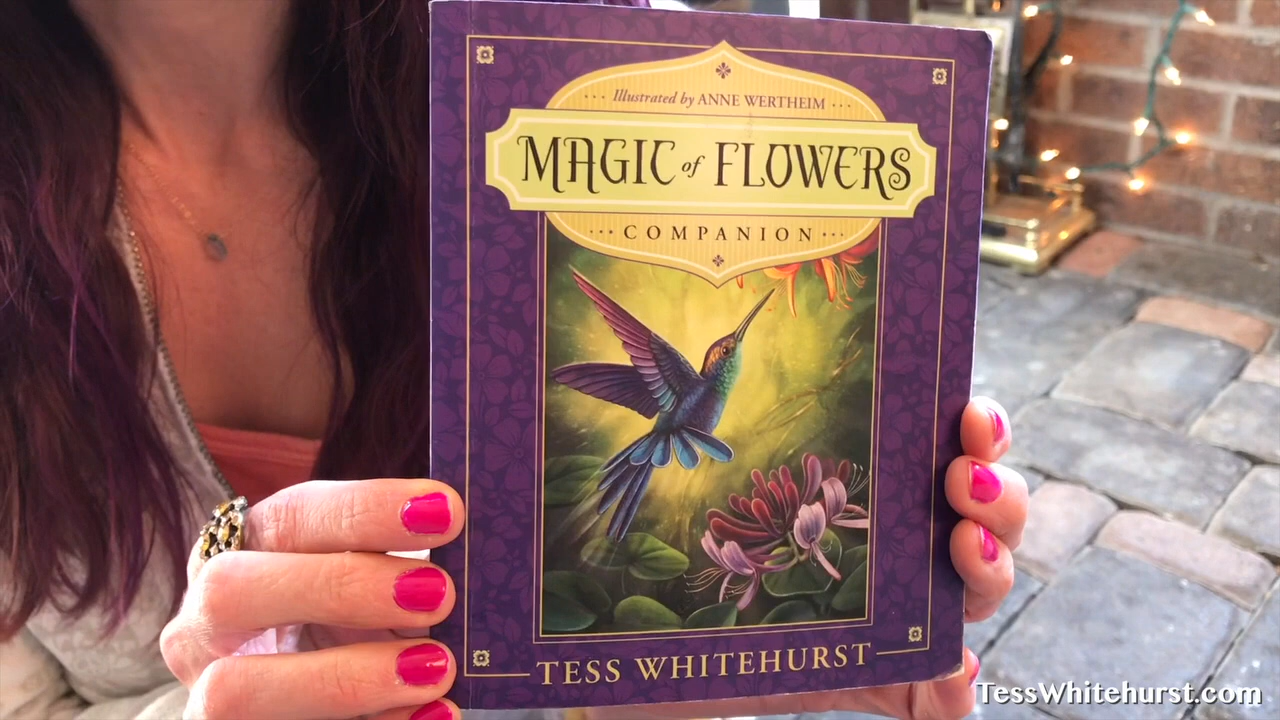 Illustrated by ANNE WERTHEIM
MAGIC of FLOWERS
COMPANION
TESS WHITEHURST
TessWhitehurst.com